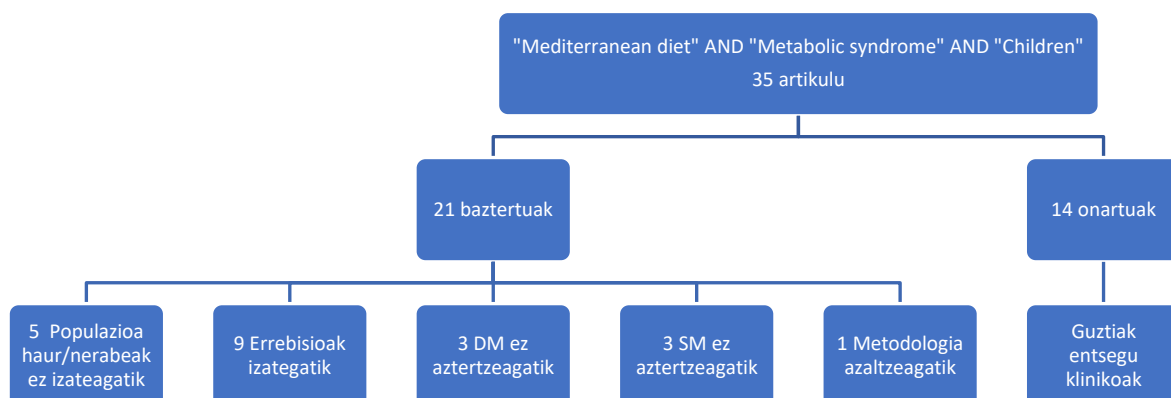 "Mediterranean diet" AND "Metabolic syndrome" AND "Children"
35 artikulu
21 baztertuak
14 onartuak
5 Populazioa
haur/nerabeak
ez izateagatik
9 Errebisioak
izategatik
3 DM ez
aztertzeagatik
3 SM ez
aztertzeagatik
1 Metodologia
azaltzeagatik
Guztiak
entsegu
klinikoak